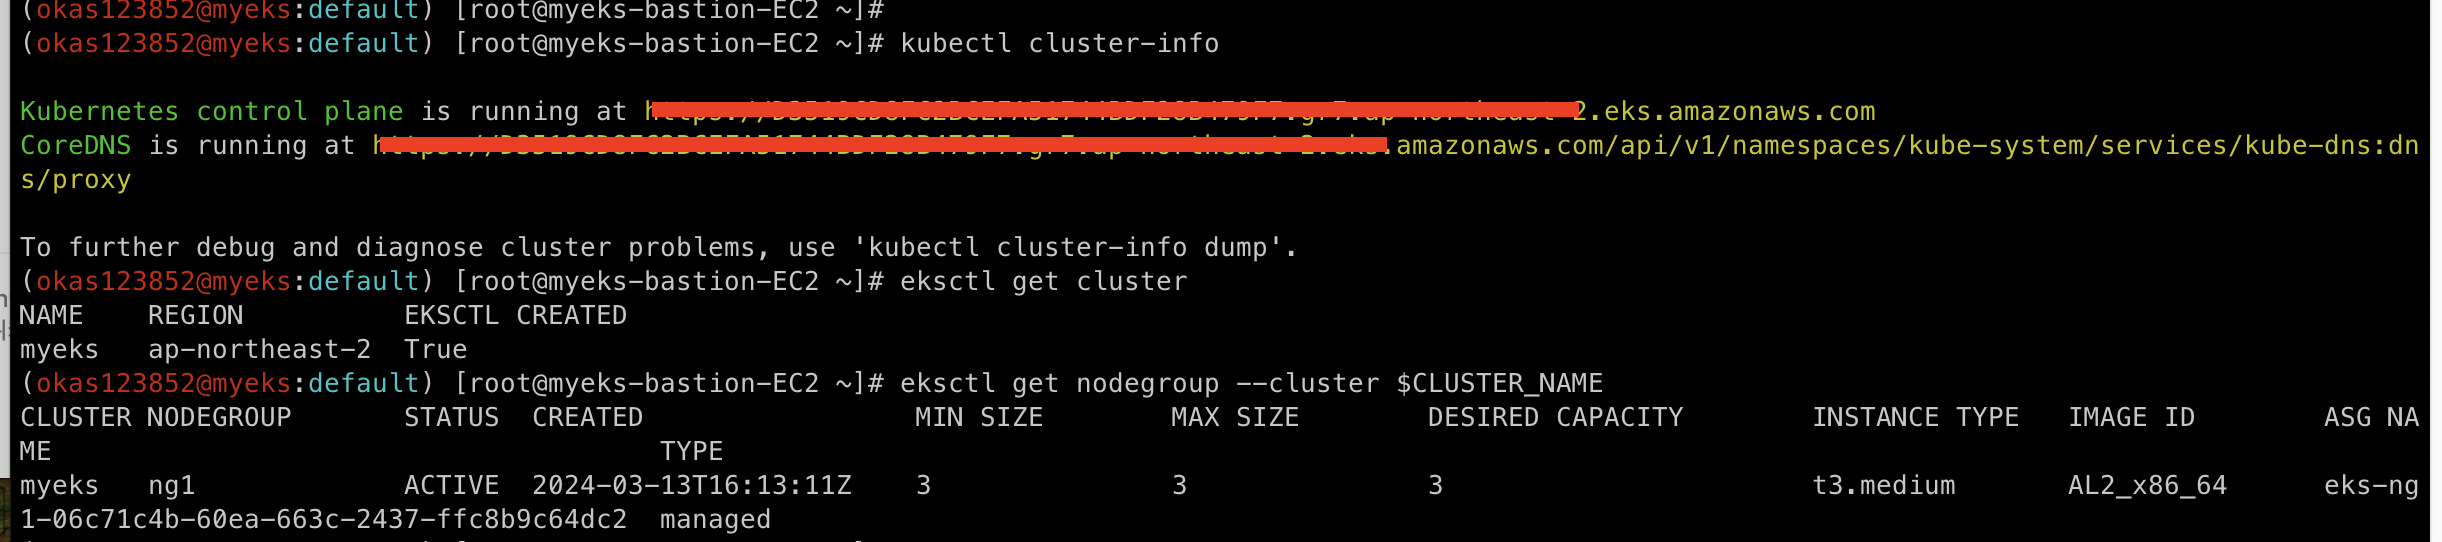 (okas123852@myeks:default) [root@myeks-bastion-EC2 ~]#
(okas123852@myeks:default) [root@myeks-bastion-EC2 ~]# kubectl cluster-info
Kubernetes control plane is running at 2.eks.amazonaws.com
CoreDNS is running at .amazonaws.com/api/v1/namespaces/kube-system/services/kube-dns:dn
s/proxy
To further debug and diagnose cluster problems, use 'kubectl cluster-info dump'.
(okas123852@myeks:default) [root@myeks-bastion-EC2 ~]# eksctl get cluster
NAME REGION EKSCTL CREATED
myeks ap-northeast-2 True
(okas123852@myeks:default) [root@myeks-bastion-EC2 ~]# eksctl get nodegroup --cluster $CLUSTER_NAME
CLUSTER NODEGROUP STATUS CREATED MIN SIZE MAX SIZE DESIRED CAPACITY INSTANCE TYPE IMAGE ID ASG NA
ME TYPE
myeks ng1 ACTIVE 2024-03-13T16:13:11Z 3 3 3 t3.medium AL2_x86_64 eks-ng
1-06c71c4b-60ea-663c-2437-ffc8b9c64dc2 managed